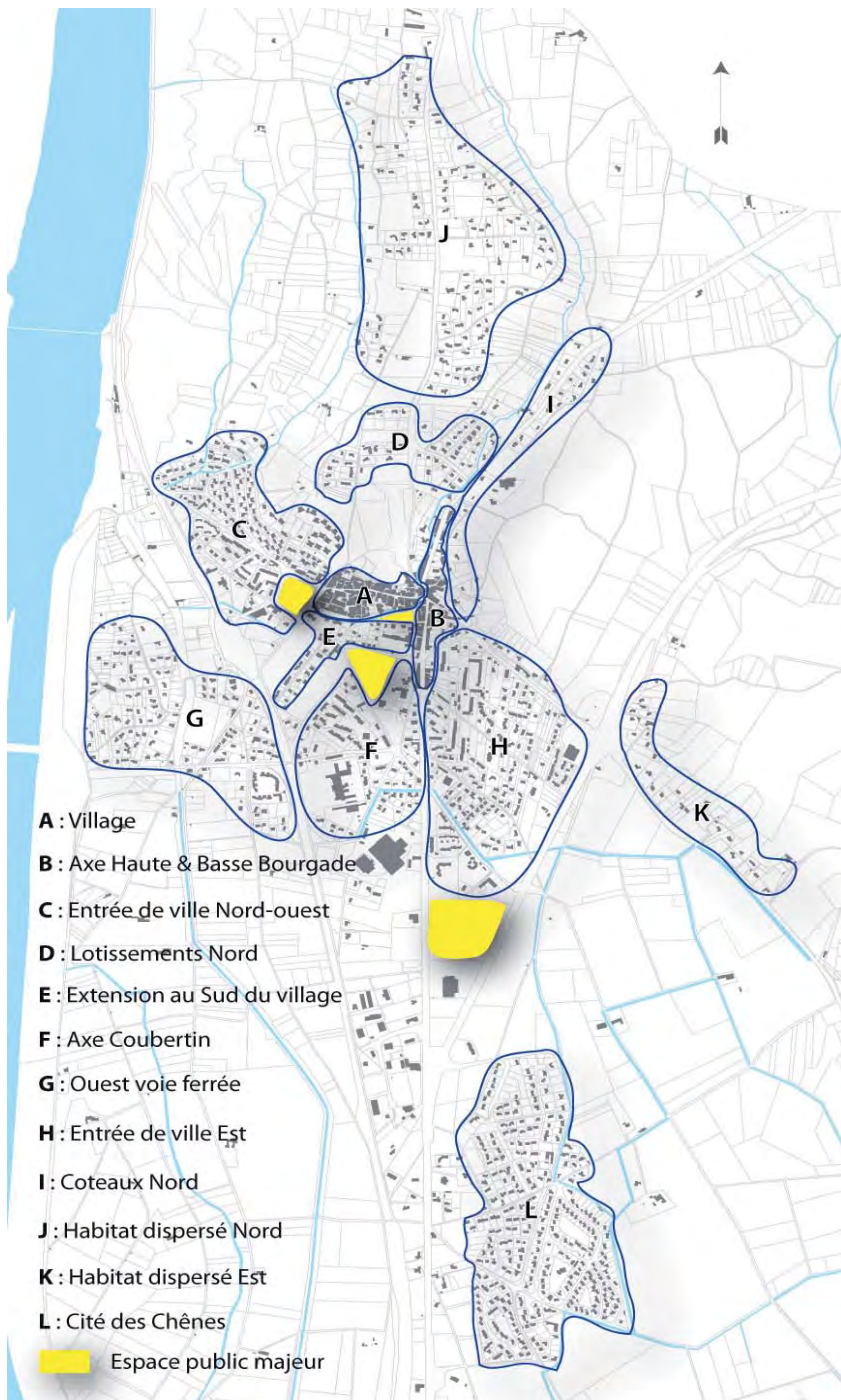 J
I
D
C
A
B
E
G
F
H
K
L
A : Village
B : Axe Haute & Basse Bourgade
C : Entrée de ville Nord-ouest
D : Lotissements Nord
E : Extension au Sud du village
F : Axe Coubertin
G : Ouest voie ferrée
H : Entrée de ville Est
I : Coteaux Nord
J : Habitat dispersé Nord
K : Habitat dispersé Est
L : Cité des Chênes
Espace public majeur